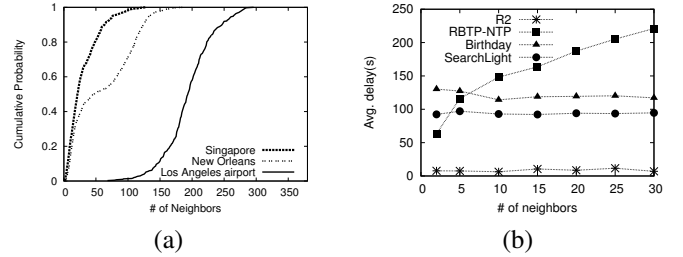 Cumulative Probability
1
0.8
0.6
0.4
0.2
0
0 50 100 150 200 250 300 350
# of Neighbors
Singapore
New Orleans
Los Angeles airport
(a)
Avg. delay(s)
250
200
150
100
50
0
0 5 10 15 20 25 30
# of neighbors
R2
RBTP-NTP
Birthday
SearchLight
(b)